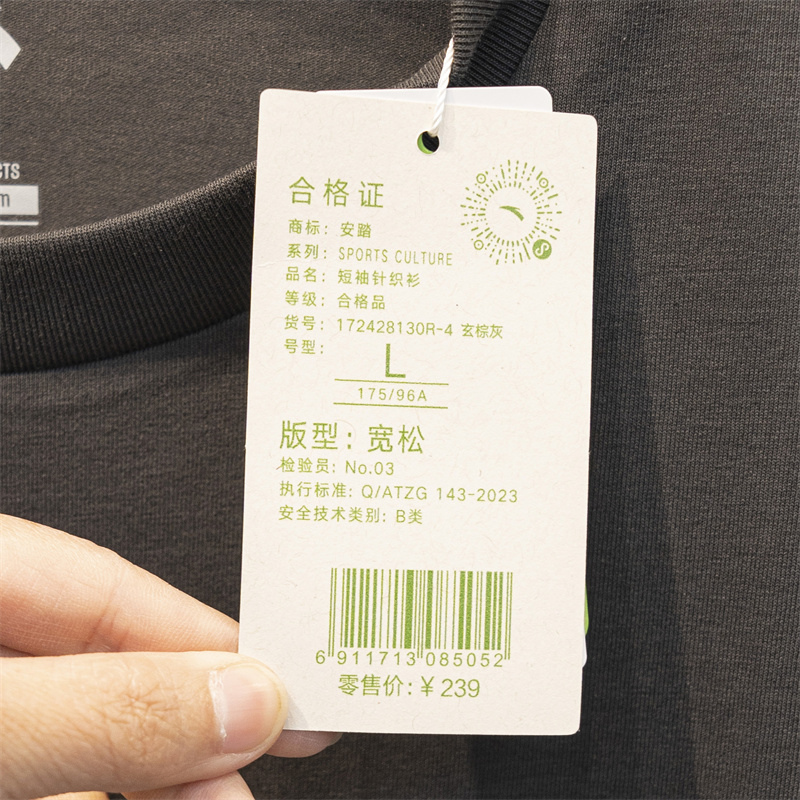 CTS
m
合格证
商标：安踏
系列：SPORTS CULTURE
品名：短袖针织衫
等级：合格品
货号：172428130R-4 玄棕灰
号型：
L
175/96A
版型：宽松
检验员：No.03
执行标准：Q/ATZG 143-2023
安全技术类别：B类
6 911713 085052
零售价：¥239